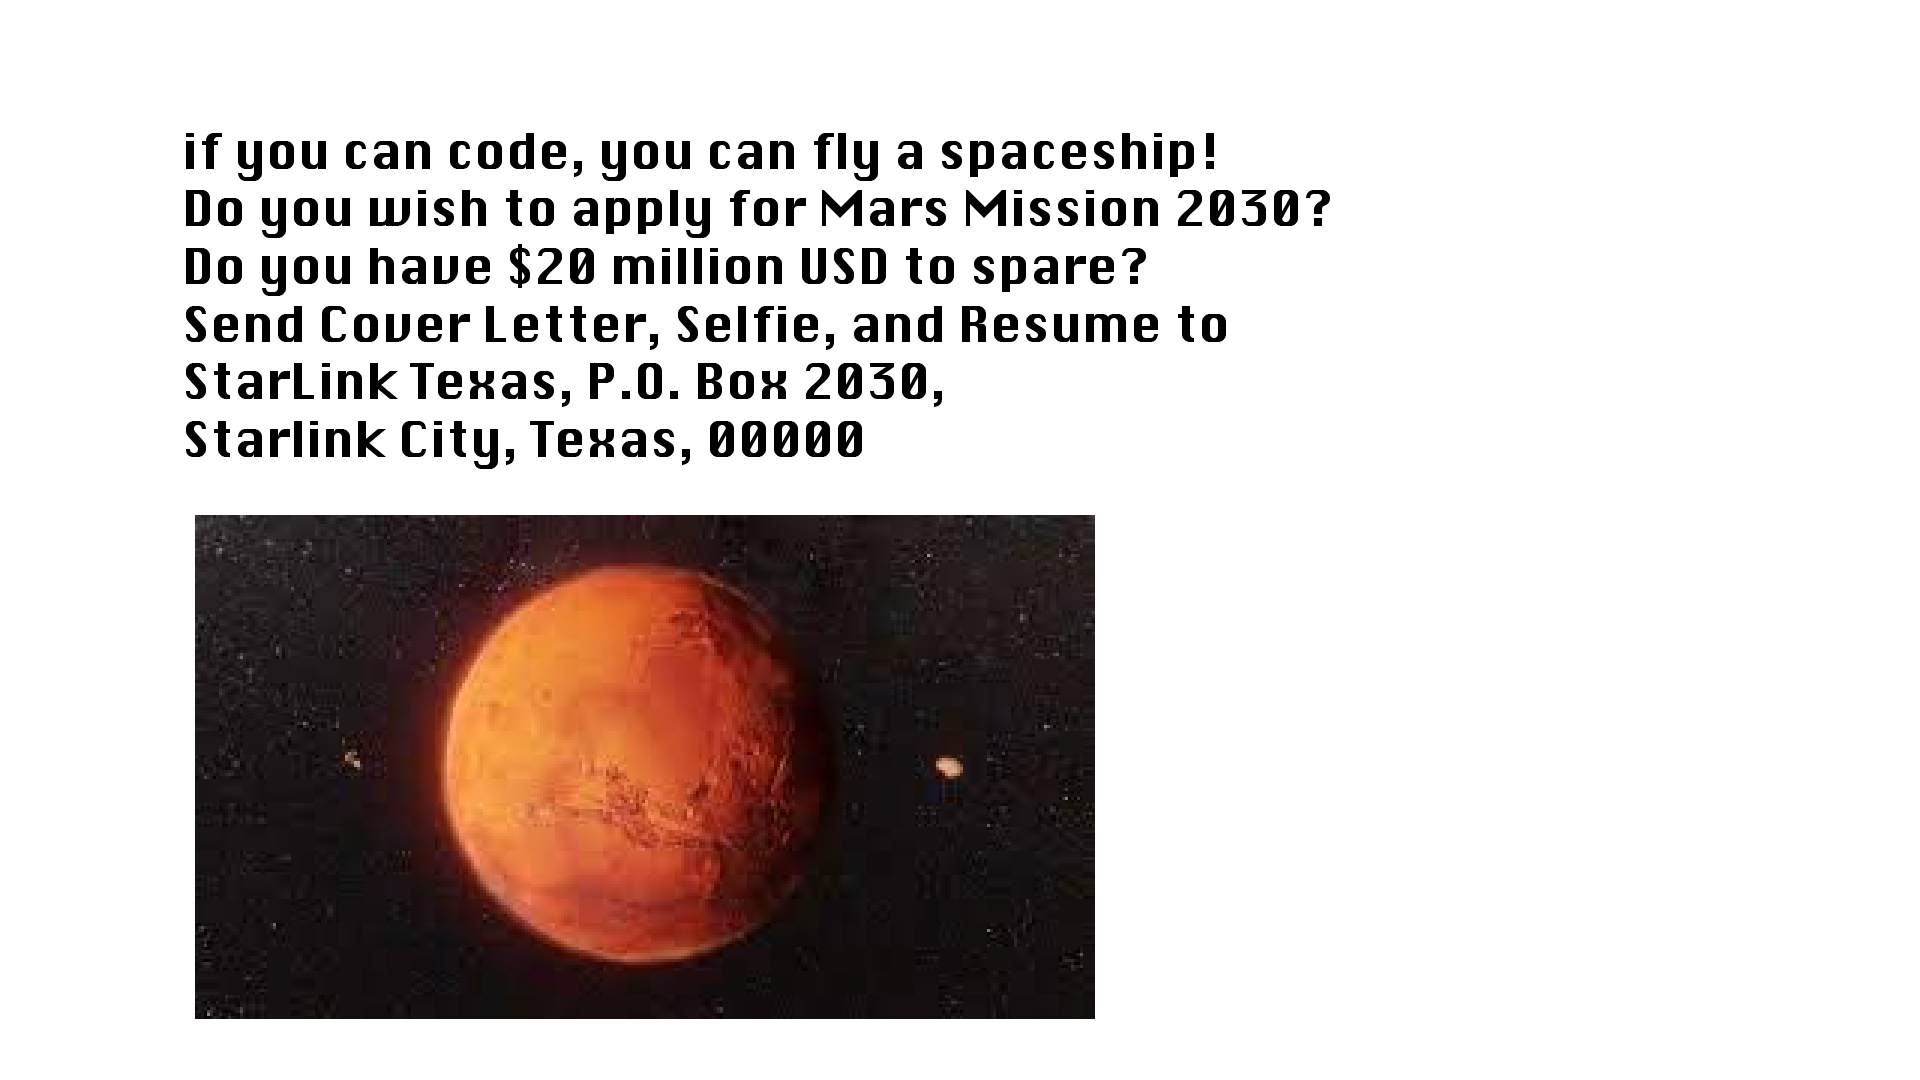 if you can code, you can fly a spaceship!
Do you wish to apply for Mars Mission 2030?
Do you have $20 million USD to spare?
Send Cover Letter, Selfie, and Resume to
StarLink Texas, P.O. Box 2030,
Starlink City, Texas, 00000